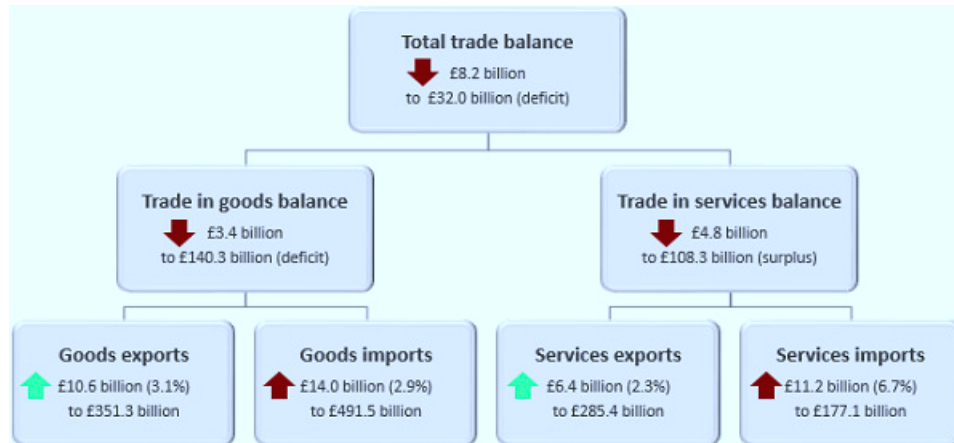 Total trade balance
£8.2 billion
to £32.0 billion (deficit)
Trade in goods balance
£3.4 billion
to £140.3 billion (deficit)
Trade in services balance
£4.8 billion
to £108.3 billion (surplus)
Goods exports
£10.6 billion (3.1%)
to £351.3 billion
Goods imports
£14.0 billion (2.9%)
to £491.5 billion
Services exports
£6.4 billion (2.3%)
to £285.4 billion
Services imports
£11.2 billion (6.7%)
to £177.1 billion